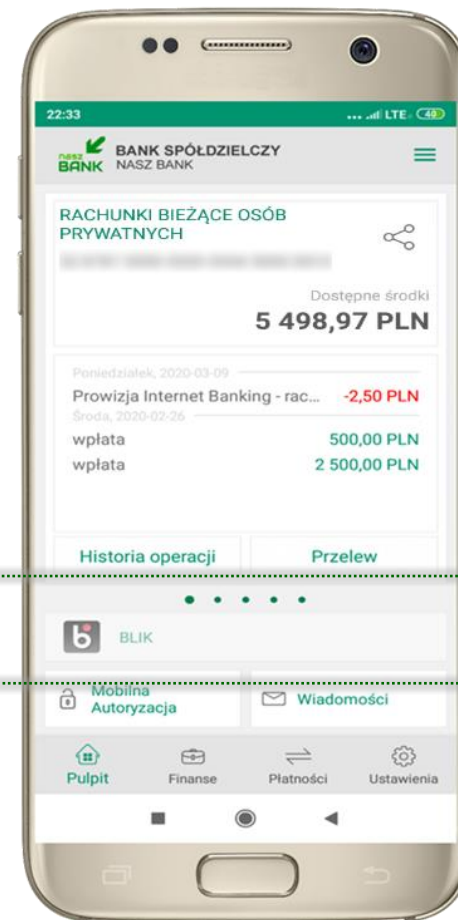 22:33 ... LTE 40
nasz BANK BANK SPÓŁDZIELCZY
NASZ BANK
RACHUNKI BIEŻĄCE OSÓB
PRYWATNYCH
Dostępne środki
5 498,97 PLN
Poniedziałek, 2020-03-09
Prowizja Internet Banking - rac... -2,50 PLN
Środa, 2020-02-26
wpłata 500,00 PLN
wpłata 2 500,00 PLN
Historia operacji Przelew
BLIK
Mobilna
Autoryzacja
Wiadomości
Pulpit Finanse Płatności Ustawienia